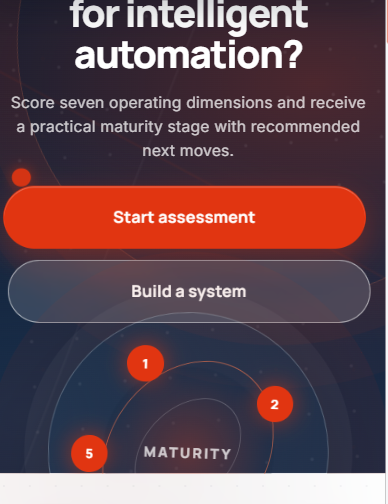 for intelligent
automation?
Score seven operating dimensions and receive
a practical maturity stage with recommended
next moves.
Start assessment
Build a system
1
2
5
MATURITY